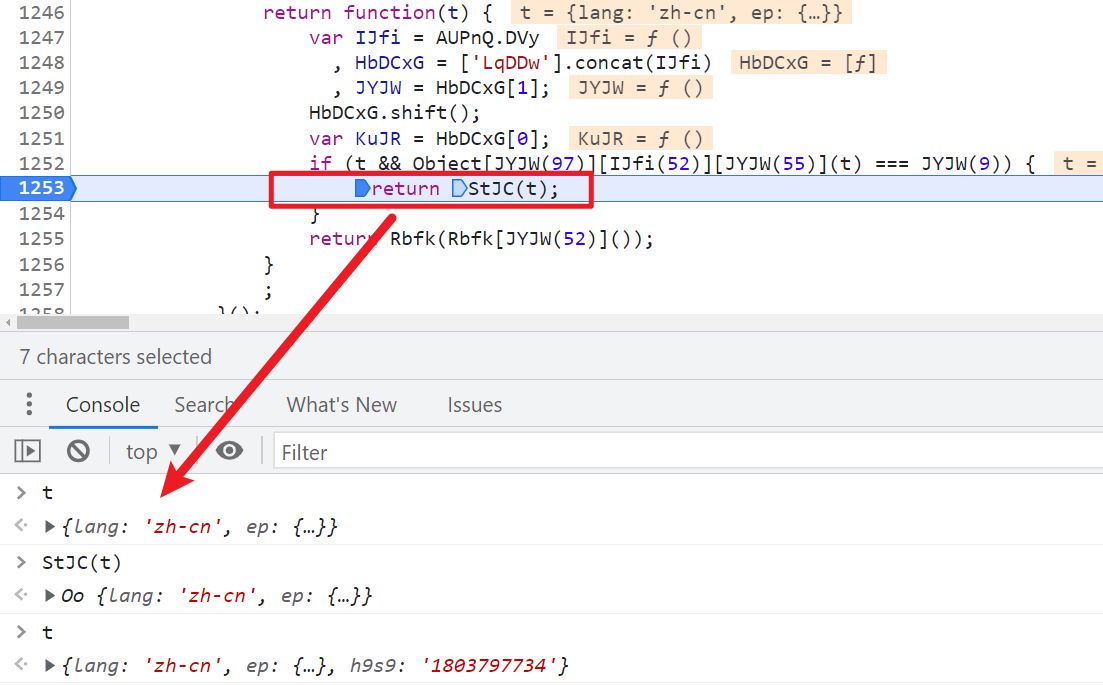 1246 return function(t) { t = {lang: 'zh-cn', ep: {…}}
1247 var IJfi = AUPnQ.DVy IJfi = ƒ ()
1248 , HbDCxG = ['LqDDw'].concat(IJfi) HbDCxG = [ƒ]
1249 , JYJW = HbDCxG[1]; JYJW = ƒ ()
1250 HbDCxG.shift();
1251 var KuJR = HbDCxG[0]; KuJR = ƒ ()
1252 if (t && Object[JYJW(97)][IJfi(52)][JYJW(55)](t) === JYJW(9)) { t =
1253 return StJC(t);
1254 }
1255 return Rbfk(Rbfk[JYJW(52)]());
1256 }
1257 ;
1258 }();
7 characters selected
Console Search What's New Issues
top ▼ Filter
> t
{lang: 'zh-cn', ep: {…}}
> StJC(t)
Oo {lang: 'zh-cn', ep: {…}}
> t
{lang: 'zh-cn', ep: {…}, h9s9: '1803797734'}